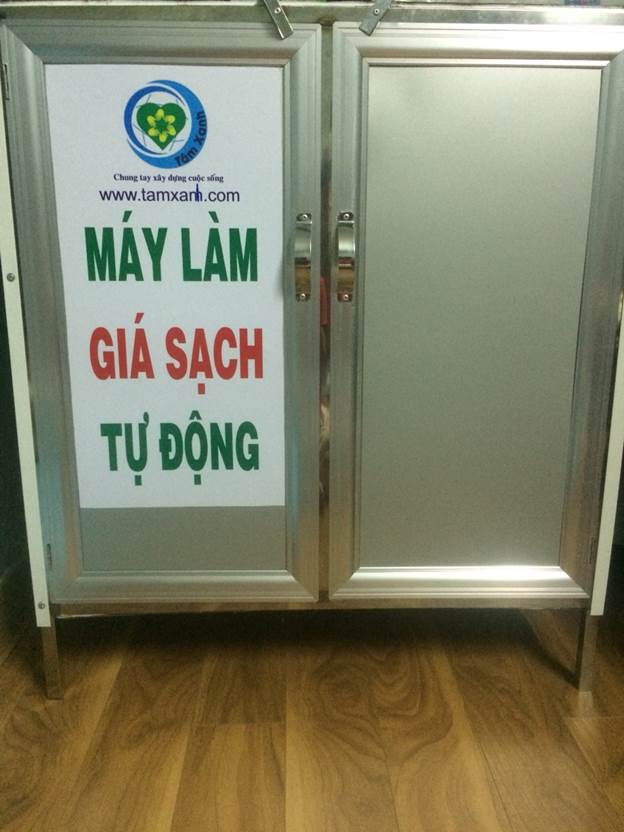 Tâm Xanh
Chung tay xây dựng cuộc sống
www.tamxanh.com
MÁY LÀM
GIÁ SẠCH
TỰ ĐỘNG